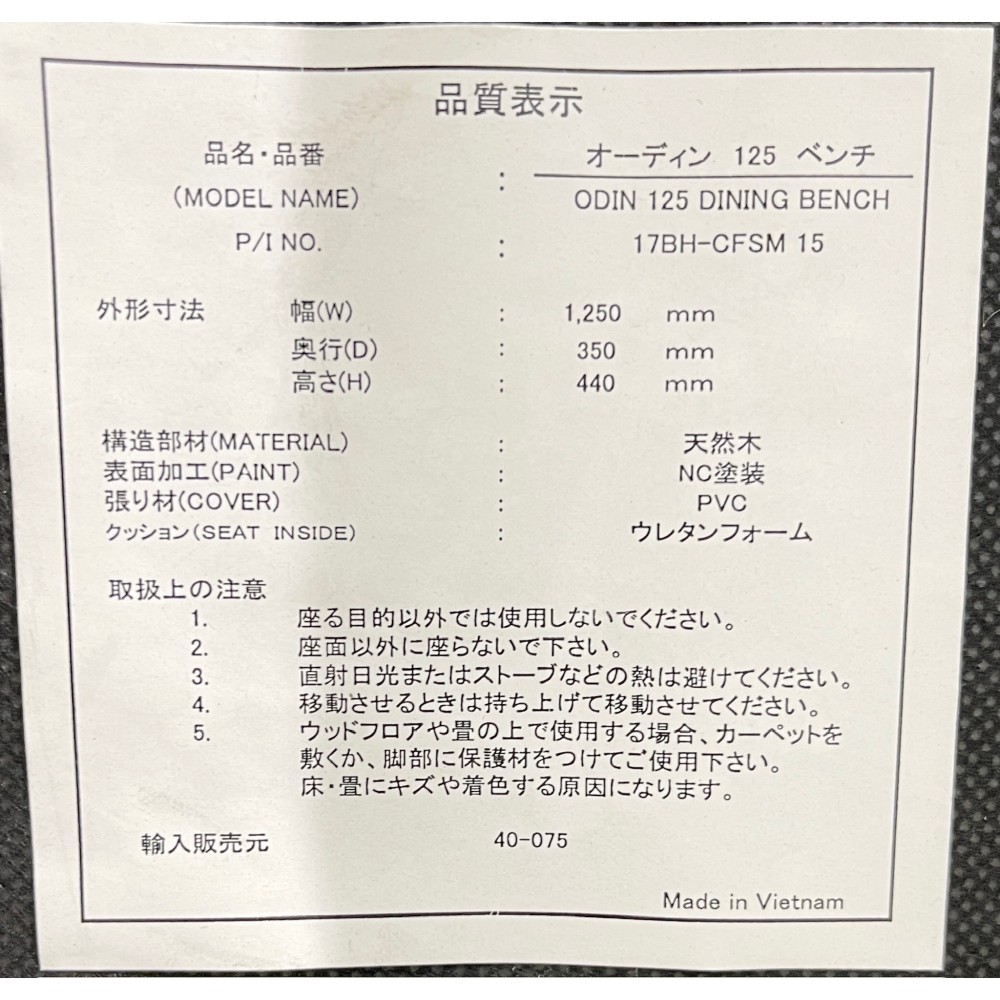 品質表示
品名・品番 : オーディン 125 ベンチ
(MODEL NAME) ODIN 125 DINING BENCH
P/I NO. : 17BH-CFSM 15
外形寸法 幅(W) : 1,250 mm
奥行(D) : 350 mm
高さ(H) : 440 mm
構造部材(MATERIAL) : 天然木
表面加工(PAINT) : NC塗装
張り材(COVER) : PVC
クッション(SEAT INSIDE) : ウレタンフォーム
取扱上の注意
1. 座る目的以外では使用しないでください。
2. 座面以外に座らないで下さい。
3. 直射日光またはストーブなどの熱は避けてください。
4. 移動させるときは持ち上げて移動させてください。
5. ウッドフロアや畳の上で使用する場合、カーペットを
敷くか、脚部に保護材をつけてご使用下さい。
床・畳にキズや着色する原因になります。
輸入販売元 40-075
Made in Vietnam